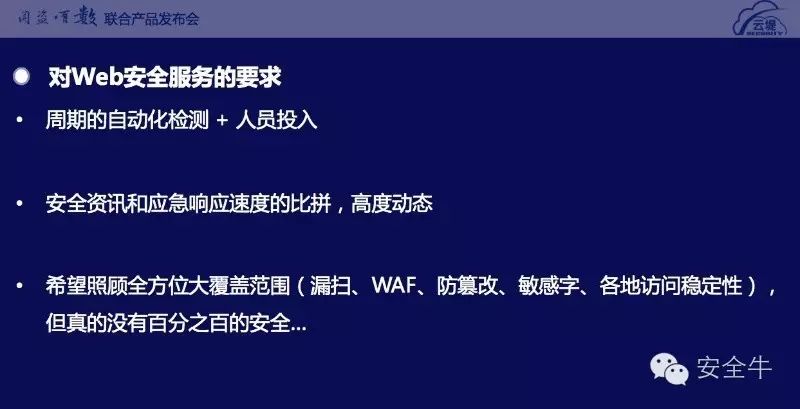 联合产品发布会
云堤
SECURITY
对Web安全服务的要求
• 周期的自动化检测 + 人员投入
• 安全资讯和应急响应速度的比拼，高度动态
• 希望照顾全方位大覆盖范围（漏扫、WAF、防篡改、敏感字、各地访问稳定性），
但真的没有百分之百的安全...
安全牛